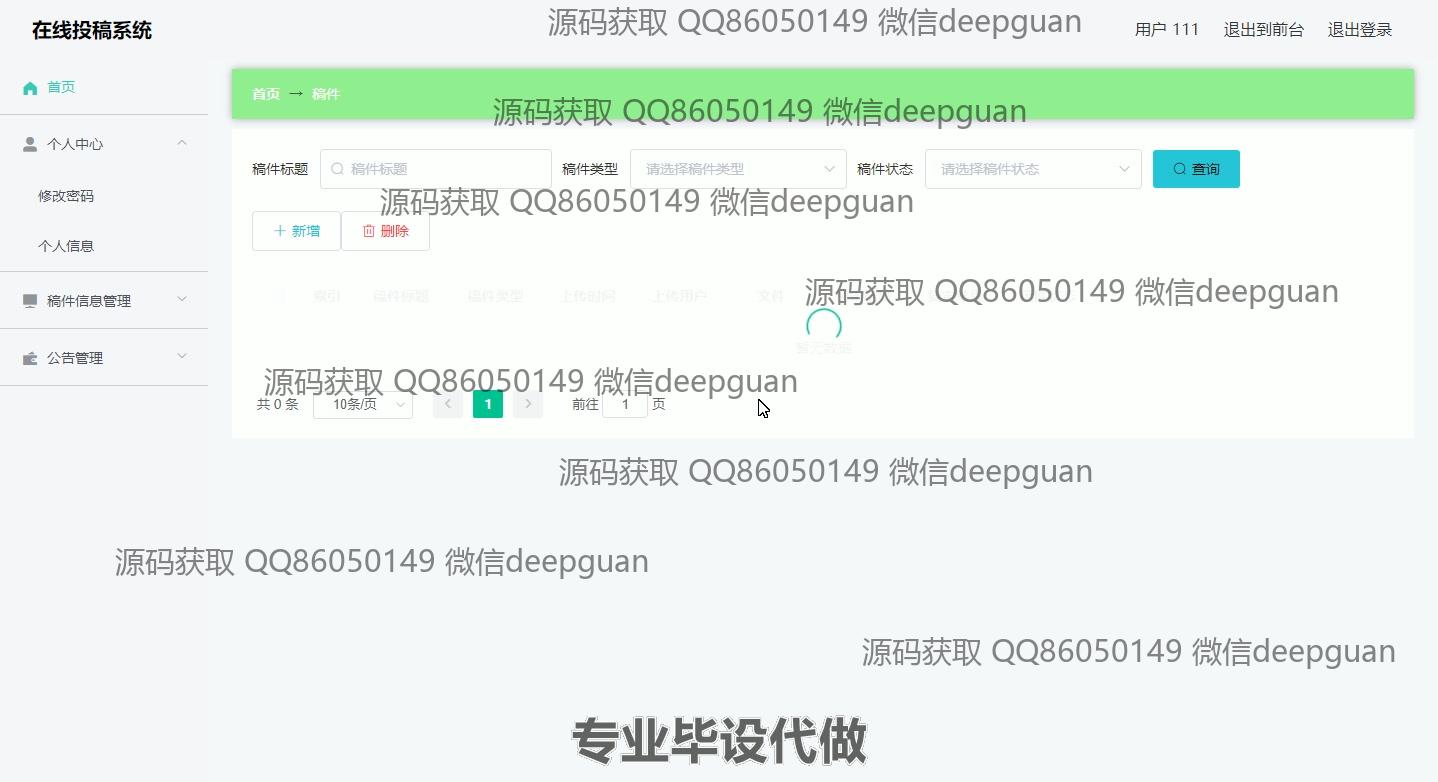 在线投稿系统
源码获取 QQ86050149 微信deepguan
用户 111 退出到前台 退出登录
首页
首页 → 稿件
源码获取 QQ86050149 微信deepguan
个人中心
稿件标题 稿件标题 稿件类型 请选择稿件类型 稿件状态 请选择稿件状态 查询
修改密码
源码获取 QQ86050149 微信deepguan
新增 删除
个人信息
索引 稿件标题 稿件类型 上传时间 上传用户 文件
源码获取 QQ86050149 微信deepguan
稿件信息管理
暂无数据
公告管理
源码获取 QQ86050149 微信deepguan
共 0 条 10条/页 1 前往 1 页
源码获取 QQ86050149 微信deepguan
源码获取 QQ86050149 微信deepguan
源码获取 QQ86050149 微信deepguan
专业毕设代做